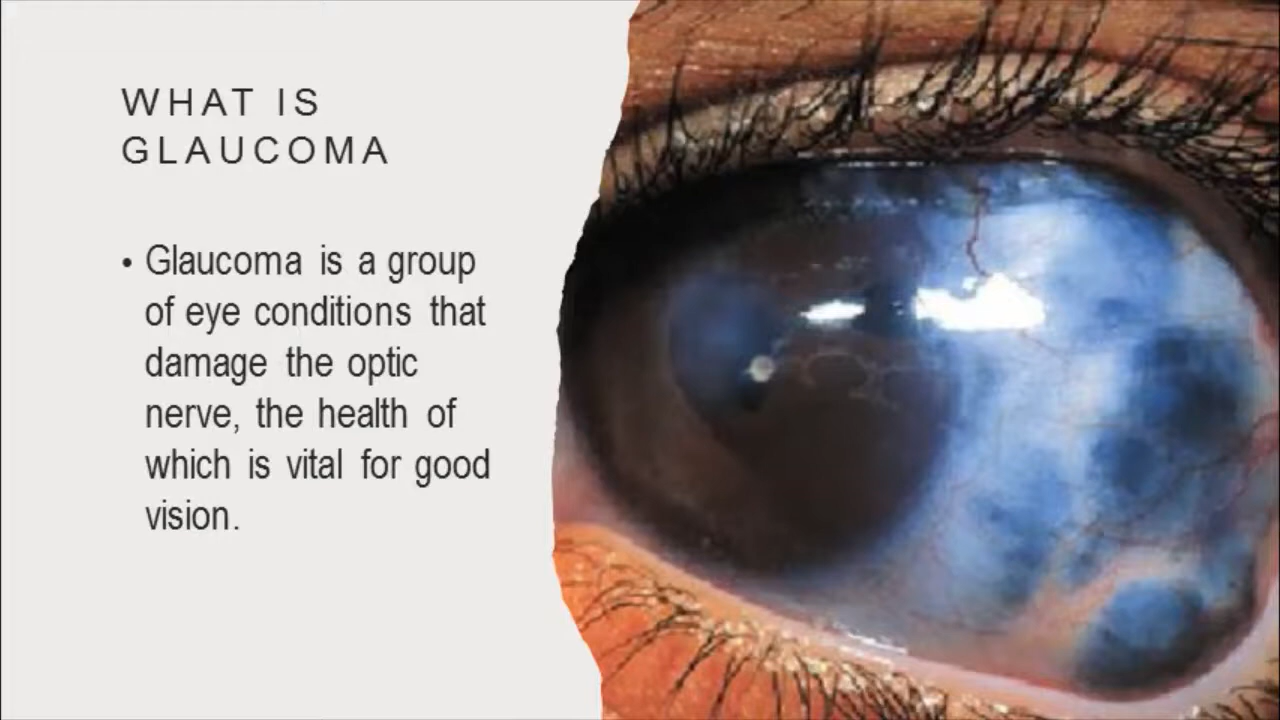 WHAT IS
GLAUCOMA
• Glaucoma is a group
of eye conditions that
damage the optic
nerve, the health of
which is vital for good
vision.